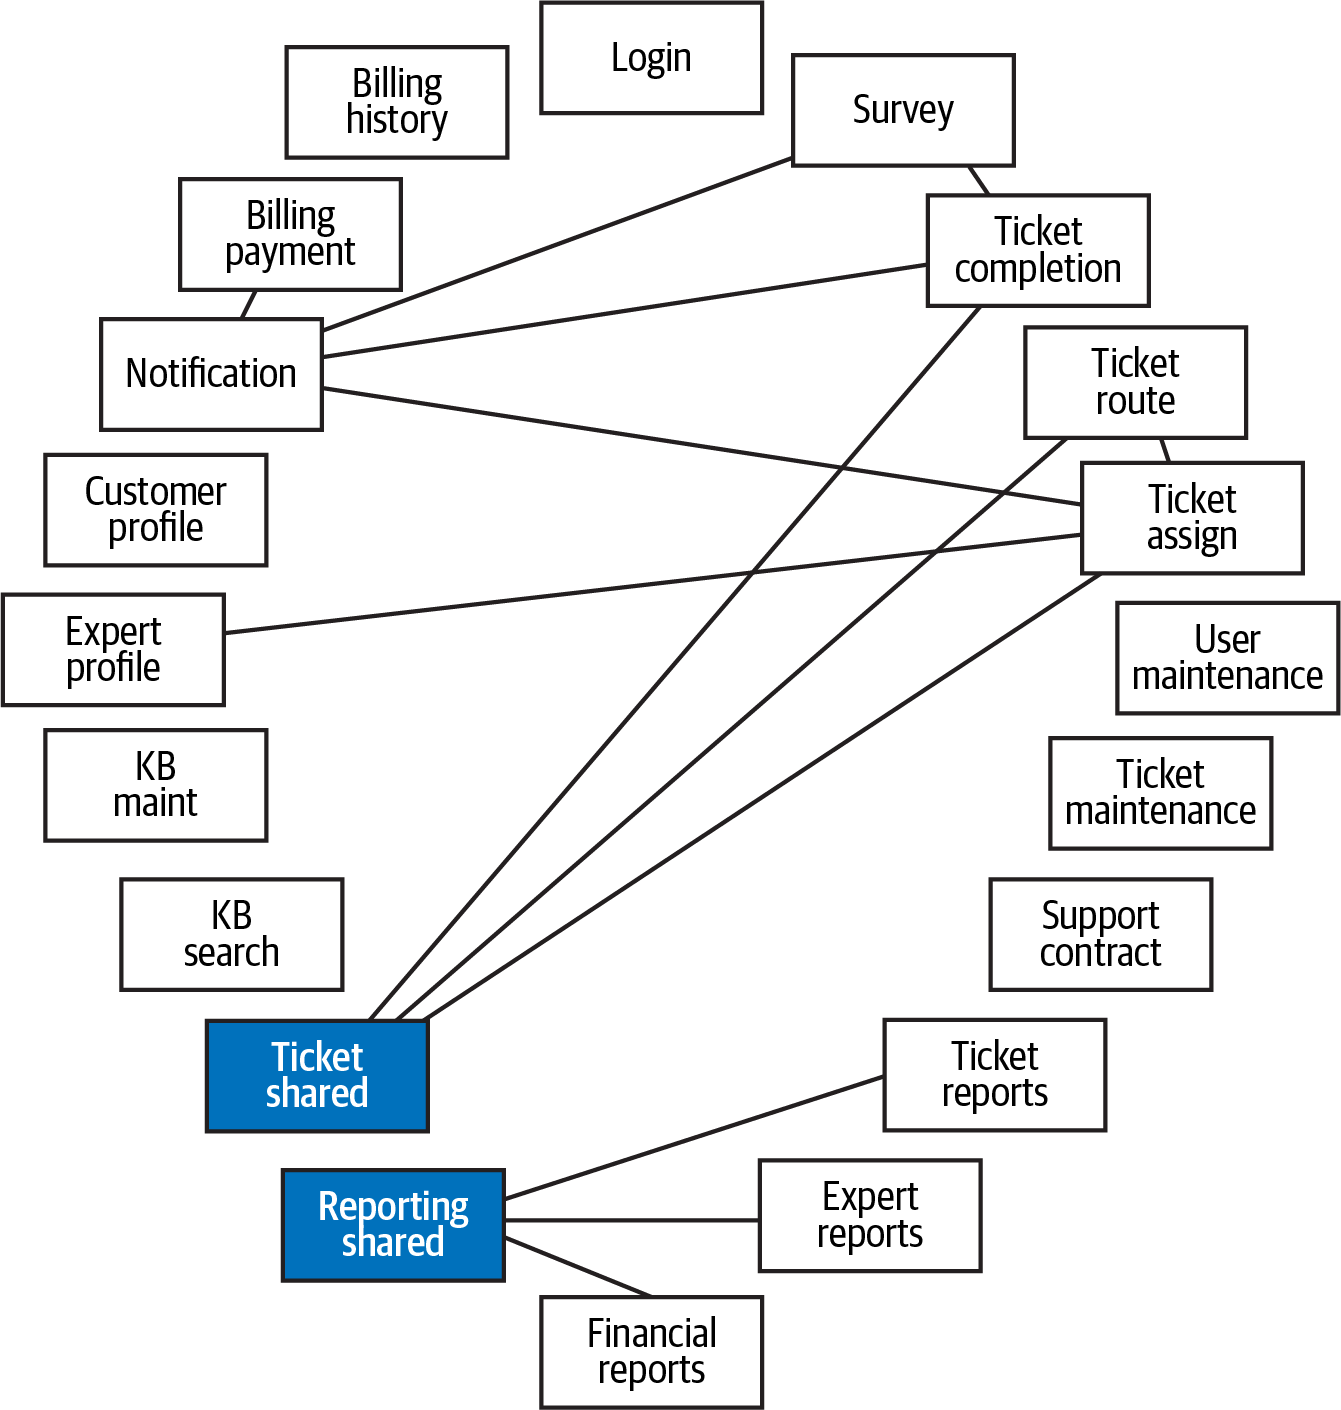 Login
Billing
history
Survey
Billing
payment
Ticket
completion
Notification
Ticket
route
Customer
profile
Ticket
assign
Expert
profile
User
maintenance
KB
maint
Ticket
maintenance
KB
search
Support
contract
Ticket
shared
Ticket
reports
Reporting
shared
Expert
reports
Financial
reports